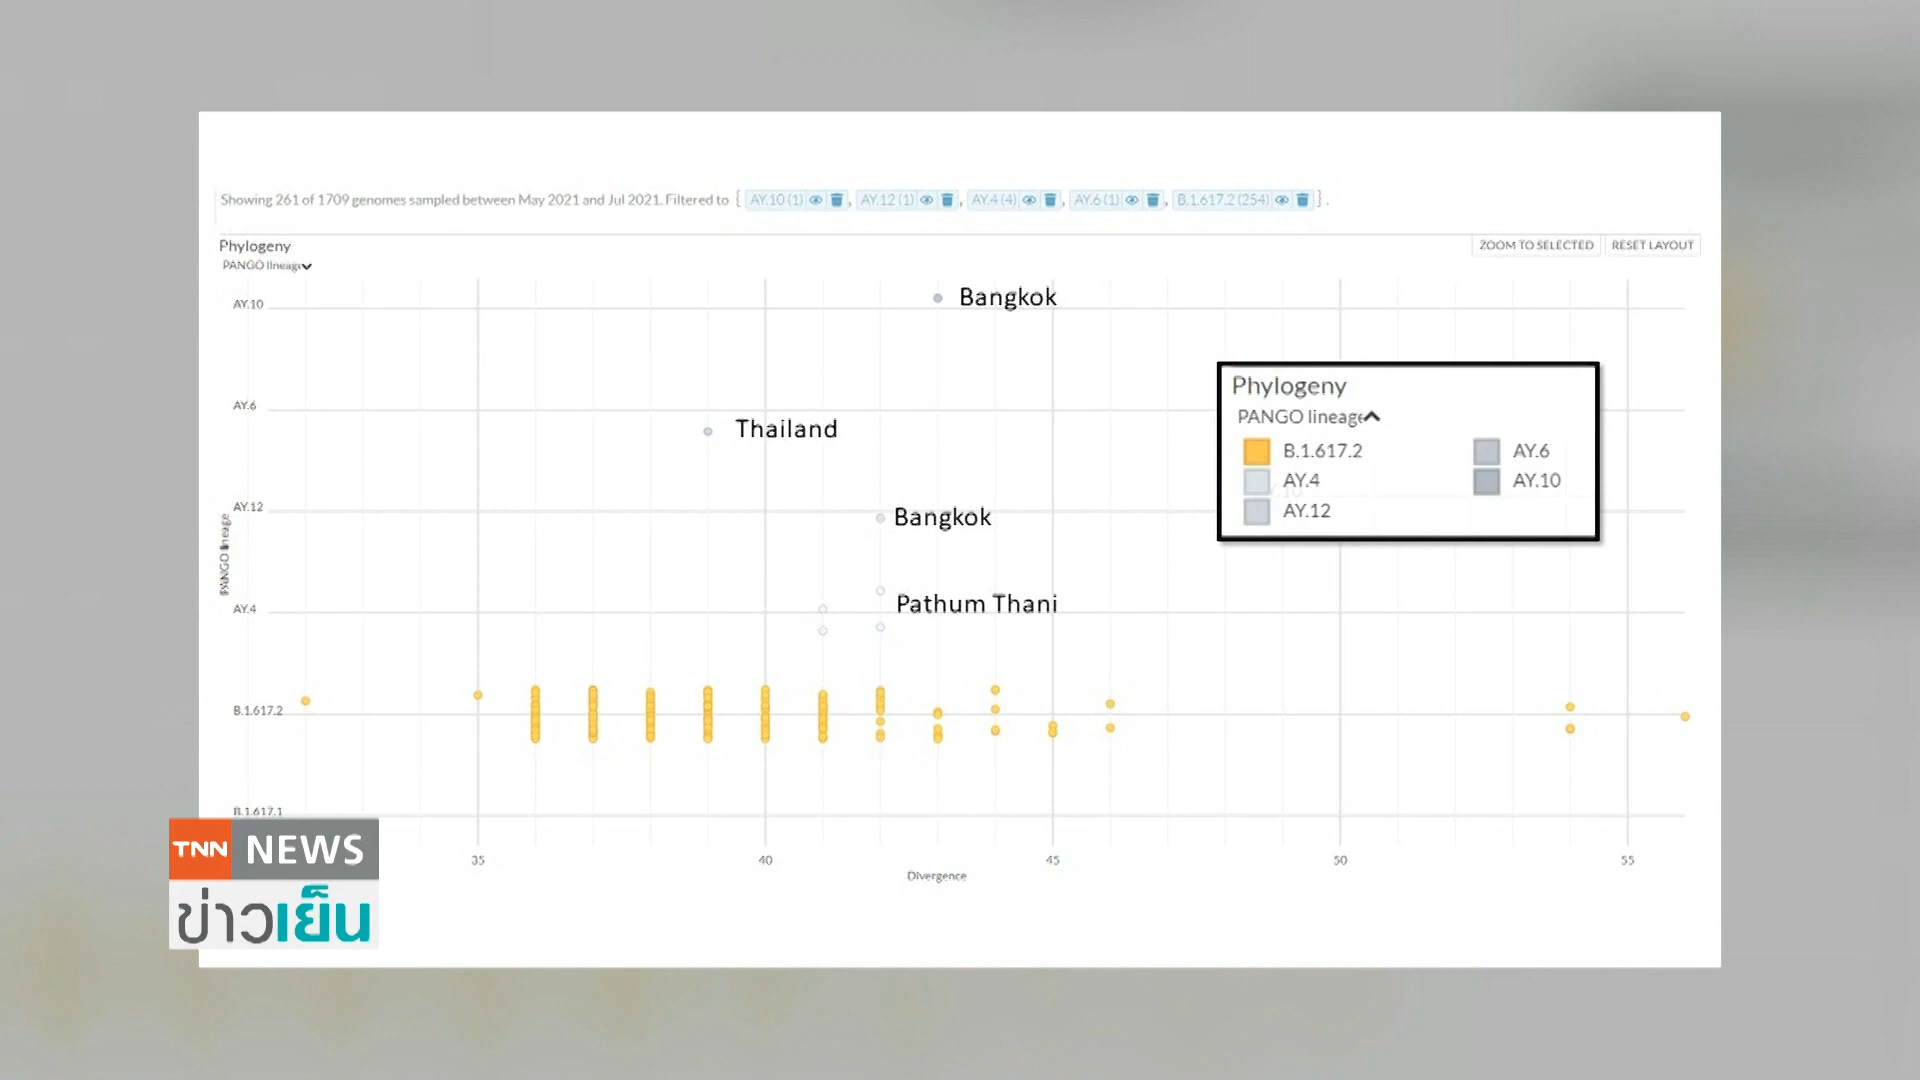 Showing 261 of 1709 genomes sampled between May 2021 and Jul 2021. Filtered to { AY.10 (1) , AY.12 (1) , AY.4 (4) , AY.6 (1) , B.1.617.2 (254) } .
Phylogeny
ZOOM TO SELECTED RESET LAYOUT
PANGO lineage
AY.10
Bangkok
AY.6
Thailand
AY.12
Bangkok
AY.4
Pathum Thani
B.1.617.2
B.1.617.1
PANGO lineage
35 40 45 50 55
Divergence
Phylogeny
PANGO lineage
B.1.617.2 AY.6
AY.4 AY.10
AY.12
TNN NEWS
ข่าวเย็น